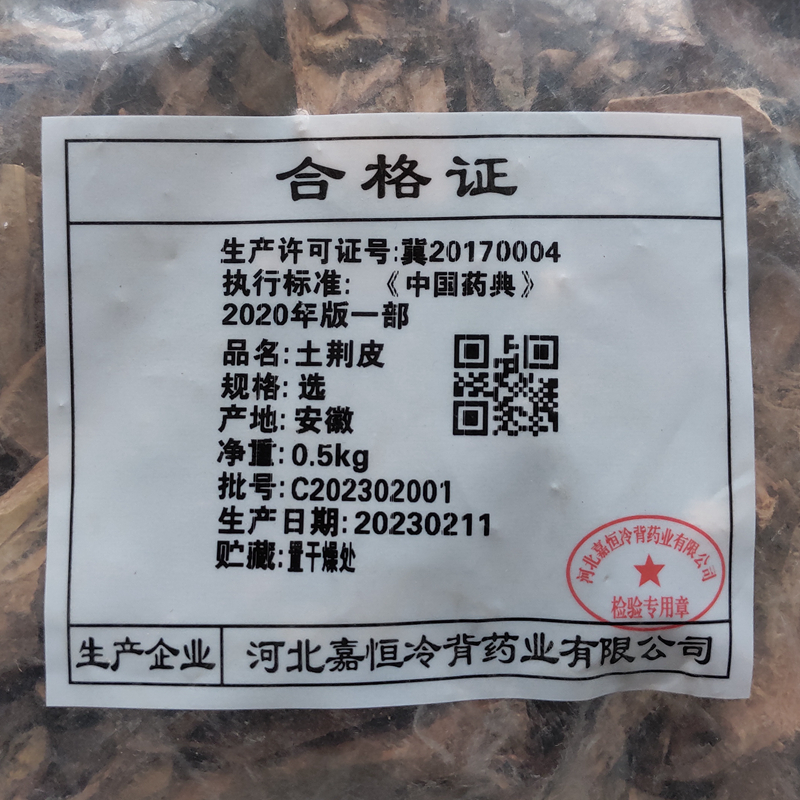 合格证
生产许可证号:冀20170004
执行标准:《中国药典》
2020年版一部
品名:土荆皮
规格:选
产地:安徽
净重:0.5kg
批号:C202302001
生产日期:20230211
贮藏:置干燥处
河北嘉恒冷背药业有限公司
检验专用章
生产企业 河北嘉恒冷背药业有限公司